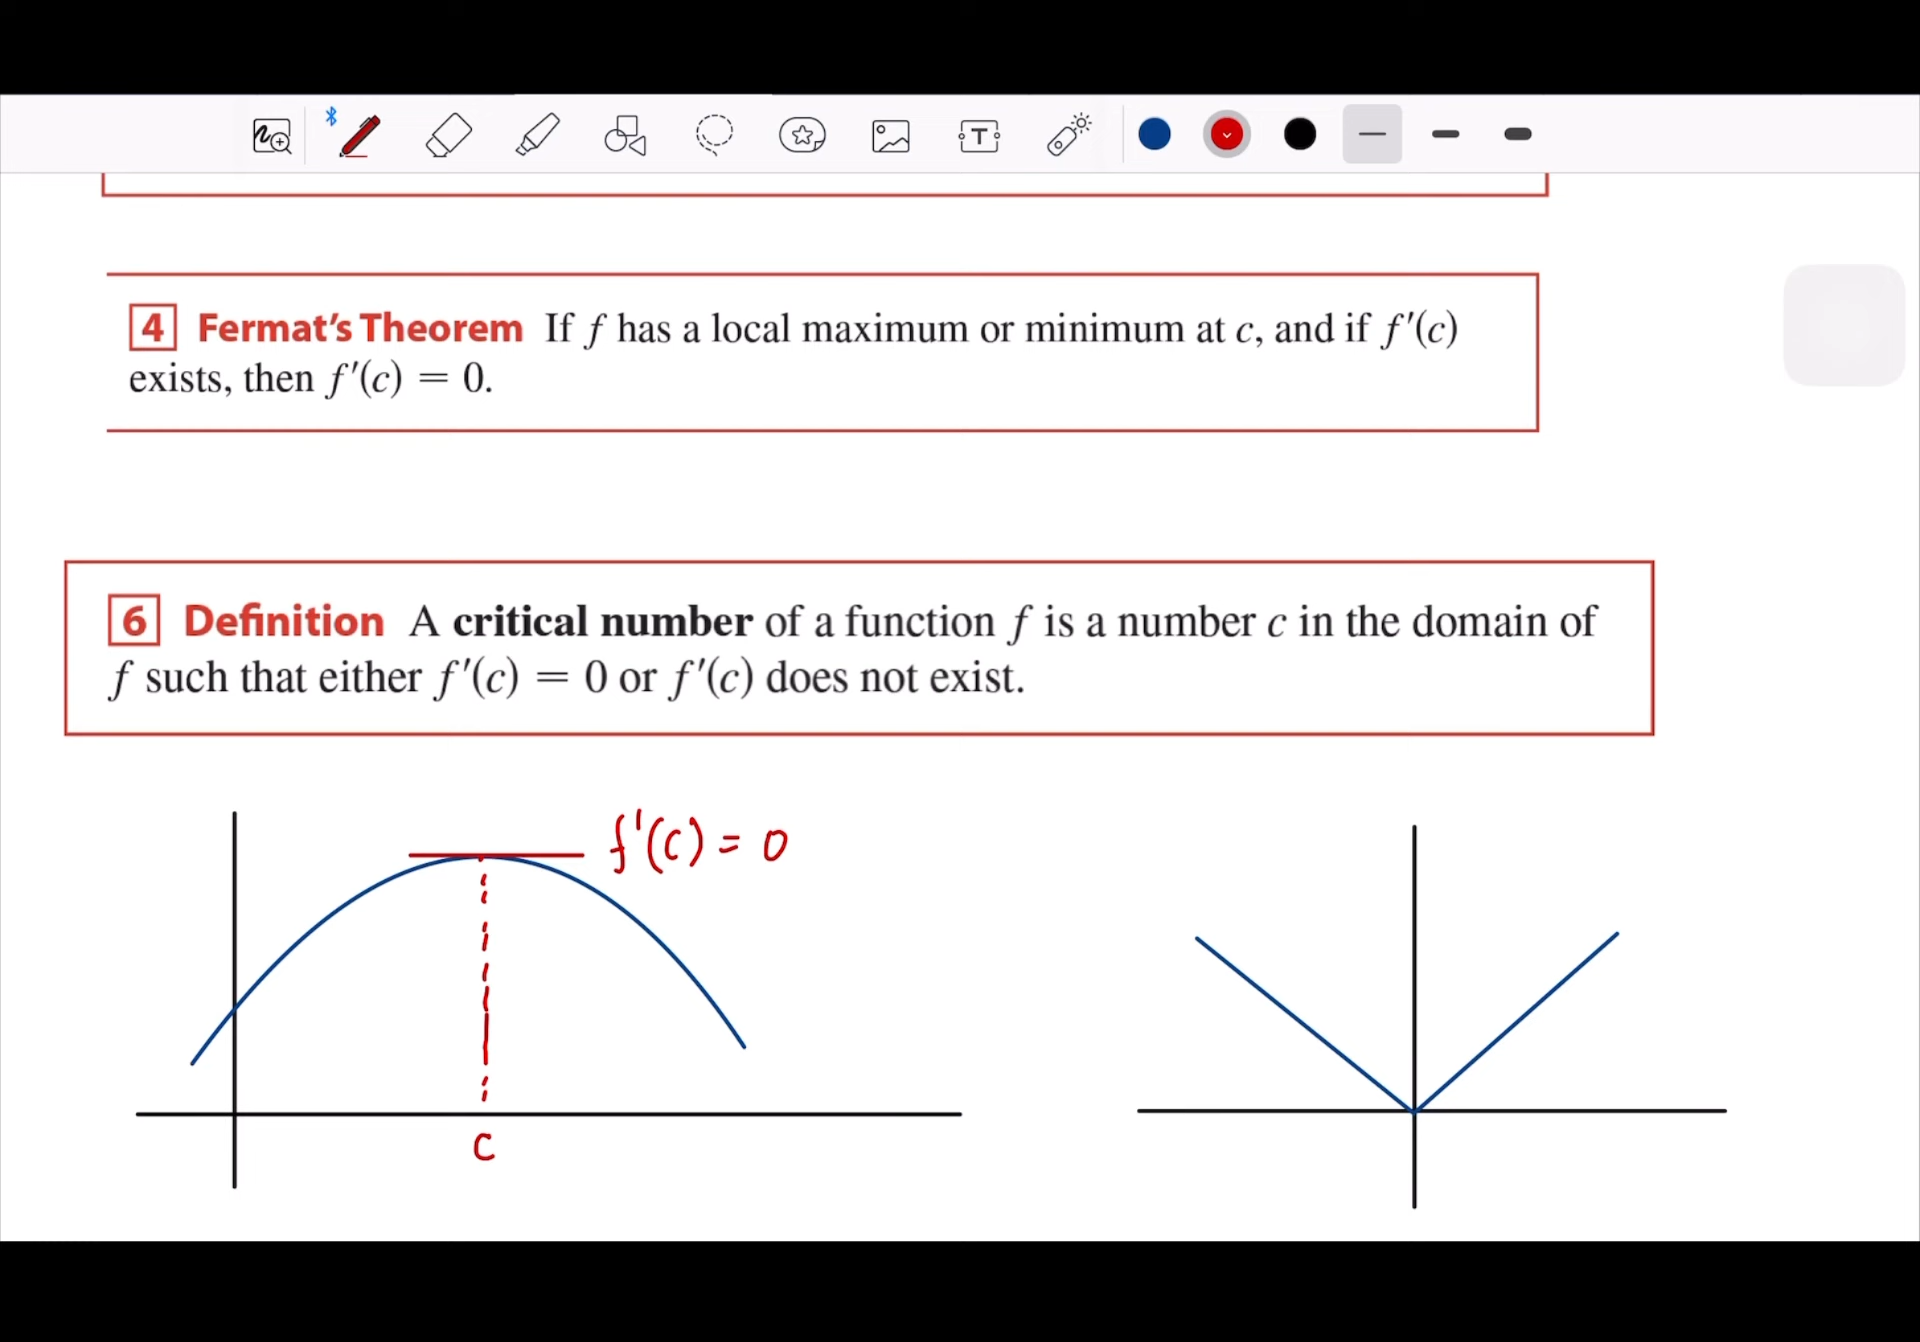 4 Fermat's Theorem If f has a local maximum or minimum at c, and if f′(c)
exists, then f′(c) = 0.
6 Definition A critical number of a function f is a number c in the domain of
f such that either f′(c) = 0 or f′(c) does not exist.
f'(c) = 0
c